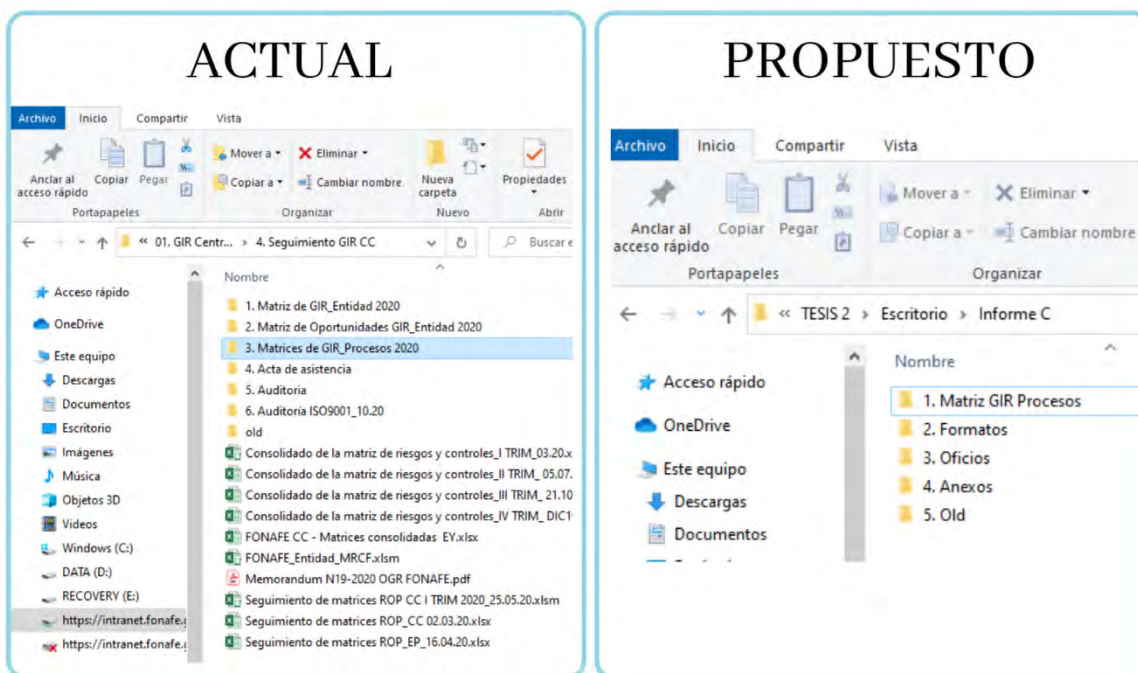 ACTUAL
Archivo Inicio Compartir Vista
Anclar al acceso rápido
Copiar
Pegar
Mover a
Copiar a
Eliminar
Cambiar nombre
Nueva carpeta
Propiedades
Portapapeles Organizar Nuevo Abrir
« 01. GIR Centr... > 4. Seguimiento GIR CC
Buscar e
Acceso rápido
OneDrive
Este equipo
Descargas
Documentos
Escritorio
Imágenes
Música
Objetos 3D
Videos
Windows (C:)
DATA (D:)
RECOVERY (E:)
https://intranet.fonafe.g
https://intranet.fonafe.g
Nombre
1. Matriz de GIR_Entidad 2020
2. Matriz de Oportunidades GIR_Entidad 2020
3. Matrices de GIR_Procesos 2020
4. Acta de asistencia
5. Auditoria
6. Auditoría ISO9001_10.20
old
Consolidado de la matriz de riesgos y controles_I TRIM_03.20.x
Consolidado de la matriz de riesgos y controles_II TRIM_ 05.07.
Consolidado de la matriz de riesgos y controles_III TRIM_ 21.10
Consolidado de la matriz de riesgos y controles_IV TRIM_ DIC1
FONAFE CC - Matrices consolidadas EY.xlsx
FONAFE_Entidad_MRCF.xlsm
Memorandum N19-2020 OGR FONAFE.pdf
Seguimiento de matrices ROP CC I TRIM 2020_25.05.20.xlsm
Seguimiento de matrices ROP_CC 02.03.20.xlsx
Seguimiento de matrices ROP_EP_16.04.20.xlsx
PROPUESTO
Archivo Inicio Compartir Vista
Anclar al acceso rápido
Copiar
Pegar
Mover a
Copiar a
Eliminar
Cambiar nombre
Portapapeles Organizar
« TESIS 2 > Escritorio > Informe C
Acceso rápido
OneDrive
Este equipo
Descargas
Documentos
Nombre
1. Matriz GIR Procesos
2. Formatos
3. Oficios
4. Anexos
5. Old